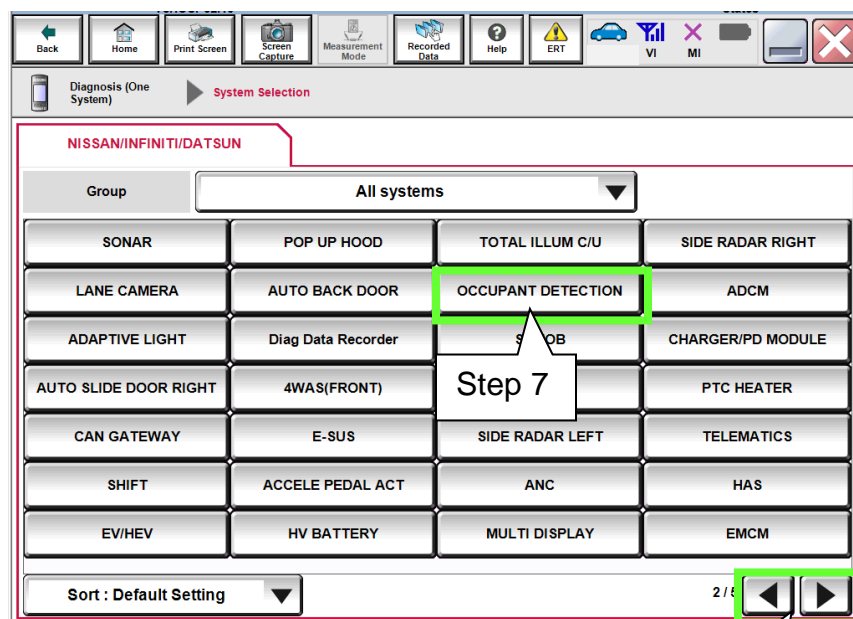 Back
Home
Print Screen
Screen
Capture
Measurement
Mode
Recorded
Data
Help
ERT
VI
MI
Diagnosis (One
System)
System Selection
NISSAN/INFINITI/DATSUN
Group
All systems
SONAR
POP UP HOOD
TOTAL ILLUM C/U
SIDE RADAR RIGHT
LANE CAMERA
AUTO BACK DOOR
OCCUPANT DETECTION
ADCM
ADAPTIVE LIGHT
Diag Data Recorder
CHARGER/PD MODULE
AUTO SLIDE DOOR RIGHT
4WAS(FRONT)
Step 7
PTC HEATER
CAN GATEWAY
E-SUS
SIDE RADAR LEFT
TELEMATICS
SHIFT
ACCELE PEDAL ACT
ANC
HAS
EV/HEV
HV BATTERY
MULTI DISPLAY
EMCM
Sort : Default Setting
2 /